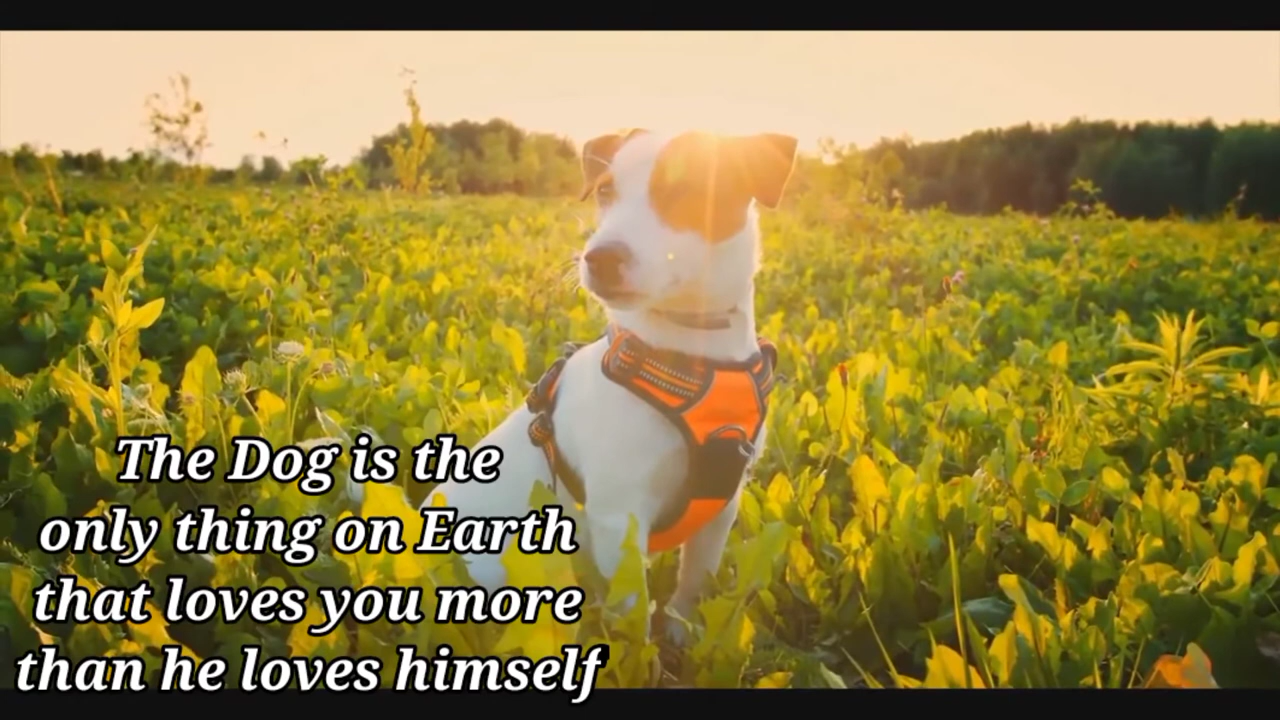 The Dog is the
only thing on Earth
that loves you more
than he loves himself